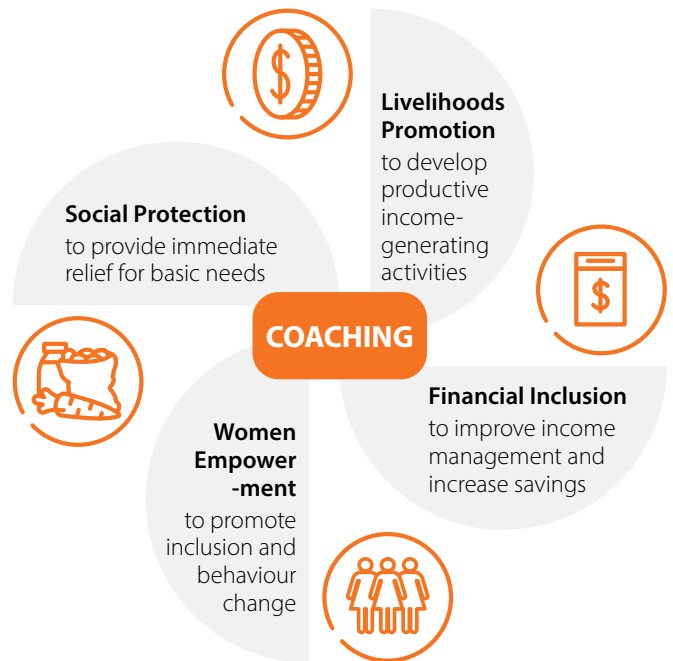 Livelihoods
Promotion
to develop
productive
income-
generating
activities
Social Protection
to provide immediate
relief for basic needs
COACHING
Financial Inclusion
to improve income
management and
increase savings
Women
Empower
-ment
to promote
inclusion and
behaviour
change
$
$